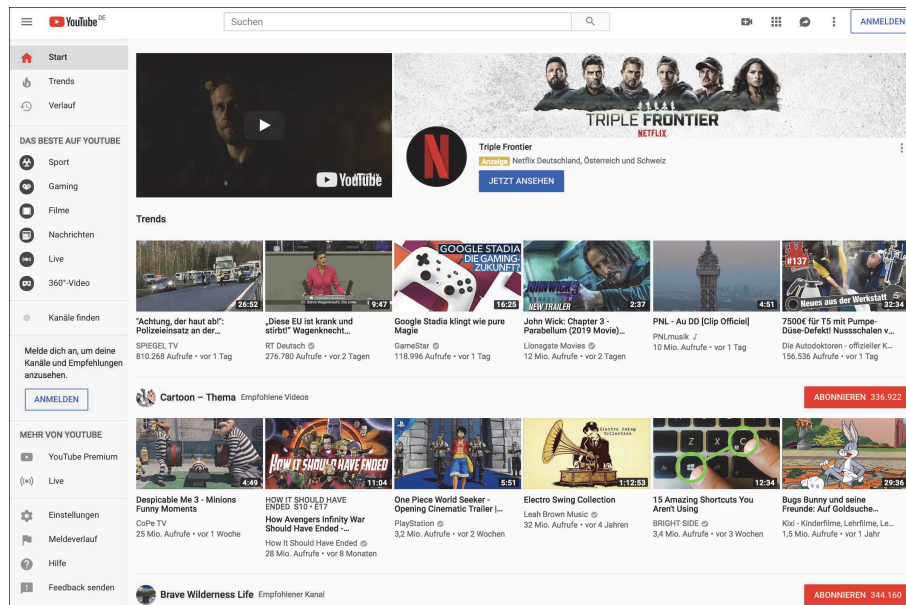 YouTube DE
Suchen
ANMELDEN
Start
Trends
Verlauf
DAS BESTE AUF YOUTUBE
Sport
Gaming
Filme
Nachrichten
Live
360°-Video
Kanäle finden
Melde dich an, um deine
Kanäle und Empfehlungen
anzusehen.
ANMELDEN
MEHR VON YOUTUBE
YouTube Premium
Live
Einstellungen
Meldeverlauf
Hilfe
Feedback senden
YouTube
TRIPLE FRONTIER
NETFLIX
N
Triple Frontier
Anzeige Netflix Deutschland, Österreich und Schweiz
JETZT ANSEHEN
Trends
26:52
"Achtung, der haut ab!":
Polizeieinsatz an der...
SPIEGEL TV
810.268 Aufrufe • vor 1 Tag
9:47
„Diese EU ist krank und
stirbt!" Wagenknecht...
RT Deutsch
276.780 Aufrufe • vor 2 Tagen
GOOGLE STADIA
DIE GAMING-
ZUKUNFT?
16:25
Google Stadia klingt wie pure
Magie
GameStar
118.996 Aufrufe • vor 1 Tag
JOHN WICK 3
NEW TRAILER
2:37
John Wick: Chapter 3 -
Parabellum (2019 Movie)...
Lionsgate Movies
12 Mio. Aufrufe • vor 2 Tagen
4:51
PNL - Au DD [Clip Officiel]
PNLmusik
10 Mio. Aufrufe • vor 1 Tag
#137
Neues aus der Werkstatt
32:34
7500€ für T5 mit Pumpe-
Düse-Defekt! Nussschalen v...
Die Autodoktoren - offizieller K...
156.536 Aufrufe • vor 1 Tag
Cartoon – Thema Empfohlene Videos
ABONNIEREN 336.922
4:49
Despicable Me 3 - Minions
Funny Moments
CoPe TV
25 Mio. Aufrufe • vor 1 Woche
HOW IT SHOULD HAVE ENDED
11:04
HOW IT SHOULD HAVE
ENDED S10 • E17
How Avengers Infinity War
Should Have Ended -...
How It Should Have Ended
28 Mio. Aufrufe • vor 8 Monaten
5:51
One Piece World Seeker -
Opening Cinematic Trailer |...
PlayStation
3,2 Mio. Aufrufe • vor 2 Wochen
Electro Swing
Collection
1:12:53
Electro Swing Collection
Leah Brown Music
32 Mio. Aufrufe • vor 4 Jahren
Z X C
12:34
15 Amazing Shortcuts You
Aren't Using
BRIGHT SIDE
3,4 Mio. Aufrufe • vor 3 Wochen
29:36
Bugs Bunny und seine
Freunde: Auf Goldsuche...
Kixi - Kinderfilme, Lehrfilme, Le...
1,5 Mio. Aufrufe • vor 1 Jahr
Brave Wilderness Life Empfohlener Kanal
ABONNIEREN 344.160